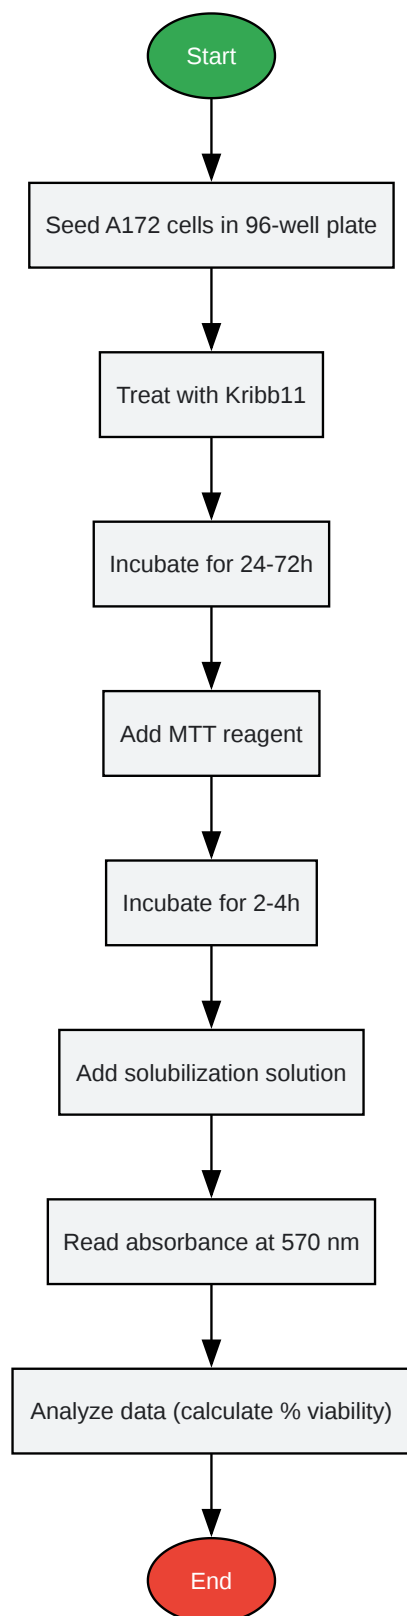 Start
Seed A172 cells in 96-well plate
Treat with Kribb11
Incubate for 24-72h
Add MTT reagent
Incubate for 2-4h
Add solubilization solution
Read absorbance at 570 nm
Analyze data (calculate % viability)
End